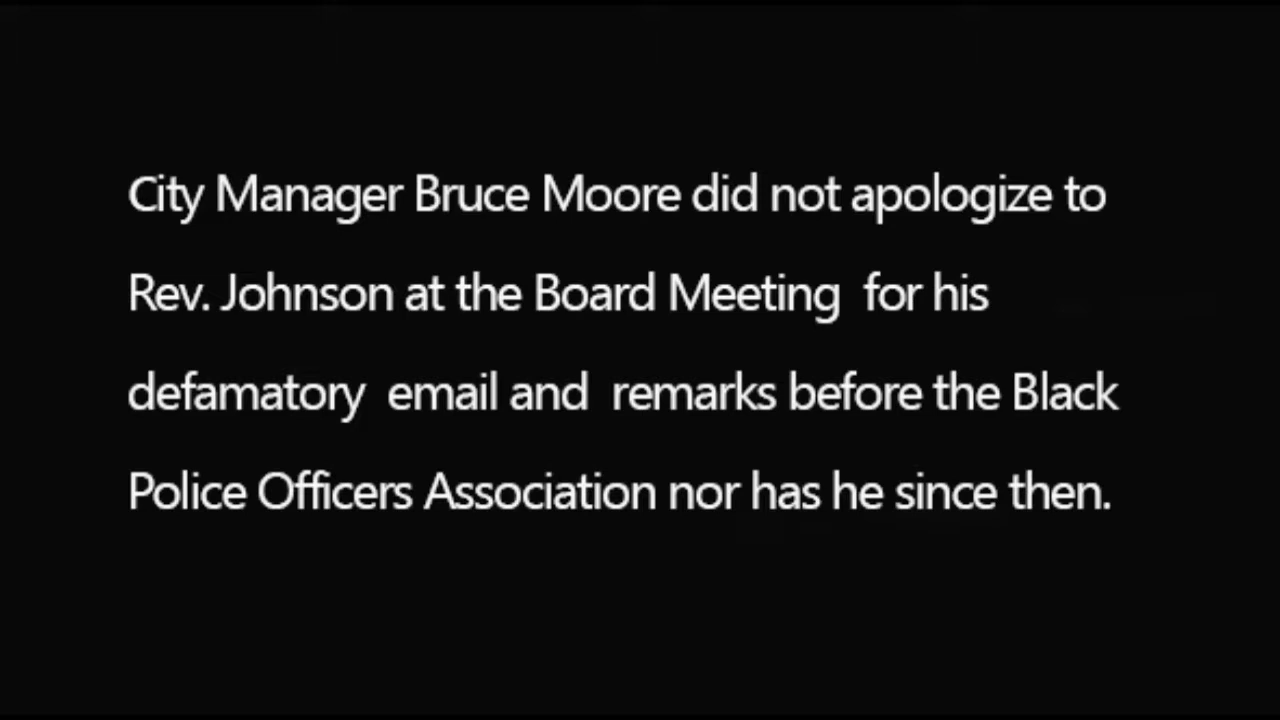 City Manager Bruce Moore did not apologize to
Rev. Johnson at the Board Meeting  for his
defamatory  email and  remarks before the Black
Police Officers Association nor has he since then.